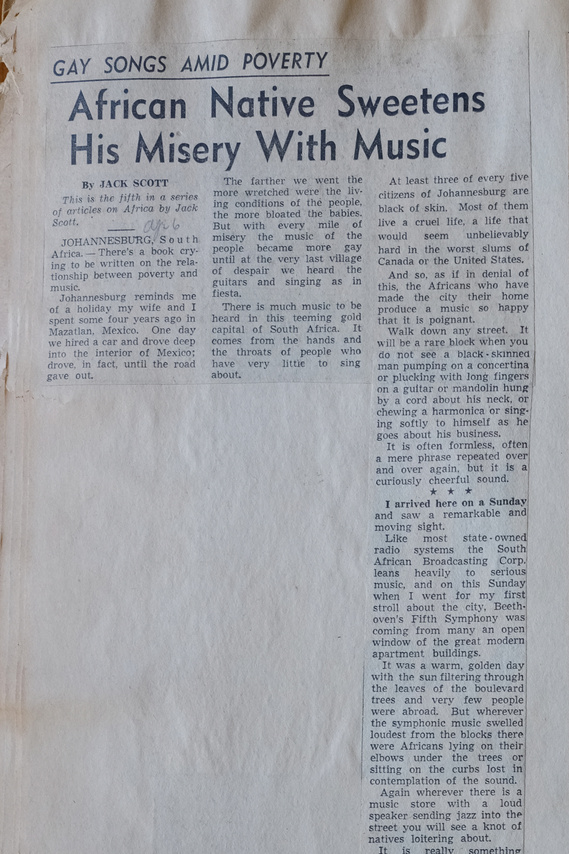 GAY SONGS AMID POVERTY
African Native Sweetens
His Misery With Music
By JACK SCOTT
This is the fifth in a series
of articles on Africa by Jack
Scott.
ap 6
JOHANNESBURG, South
Africa. — There's a book cry-
ing to be written on the rela-
tionship between poverty and
music.
Johannesburg reminds me
of a holiday my wife and I
spent some four years ago in
Mazatlan, Mexico. One day
we hired a car and drove deep
into the interior of Mexico;
drove, in fact, until the road
gave out.
The farther we went the
more wretched were the liv-
ing conditions of the people,
the more bloated the babies.
But with every mile of
misery the music of the
people became more gay
until at the very last village
of despair we heard the
guitars and singing as in
fiesta.
There is much music to be
heard in this teeming gold
capital of South Africa. It
comes from the hands and
the throats of people who
have very little to sing
about.
At least three of every five
citizens of Johannesburg are
black of skin. Most of them
live a cruel life, a life that
would seem unbelievably
hard in the worst slums of
Canada or the United States.
And so, as if in denial of
this, the Africans who have
made the city their home
produce a music so happy
that it is poignant.
Walk down any street. It
will be a rare block when you
do not see a black-skinned
man pumping on a concertina
or plucking with long fingers
on a guitar or mandolin hung
by a cord about his neck, or
chewing a harmonica or sing-
ing softly to himself as he
goes about his business.
It is often formless, often
a mere phrase repeated over
and over again, but it is a
curiously cheerful sound.
★ ★ ★
I arrived here on a Sunday
and saw a remarkable and
moving sight.
Like most state-owned
radio systems the South
African Broadcasting Corp.
leans heavily to serious
music, and on this Sunday
when I went for my first
stroll about the city, Beeth-
oven's Fifth Symphony was
coming from many an open
window of the great modern
apartment buildings.
It was a warm, golden day
with the sun filtering through
the leaves of the boulevard
trees and very few people
were abroad. But wherever
the symphonic music swelled
loudest from the blocks there
were Africans lying on their
elbows under the trees or
sitting on the curbs lost in
contemplation of the sound.
Again wherever there is a
music store with a loud
speaker sending jazz into the
street you will see a knot of
natives loitering about.
It is really something